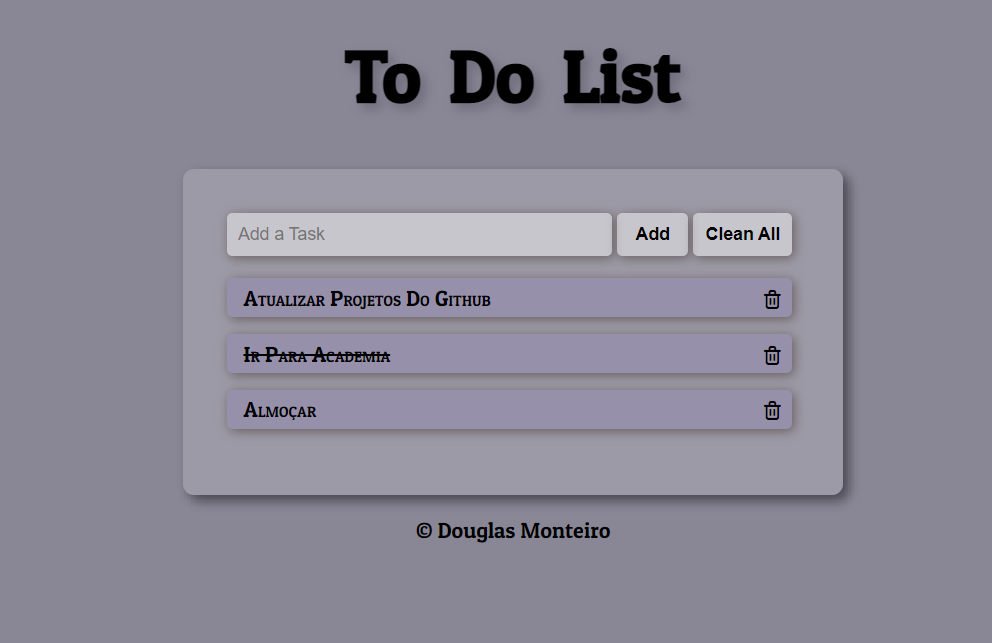 To Do List
Add a Task Add Clean All
Atualizar Projetos Do Github
Ir Para Academia
Almoçar
© Douglas Monteiro